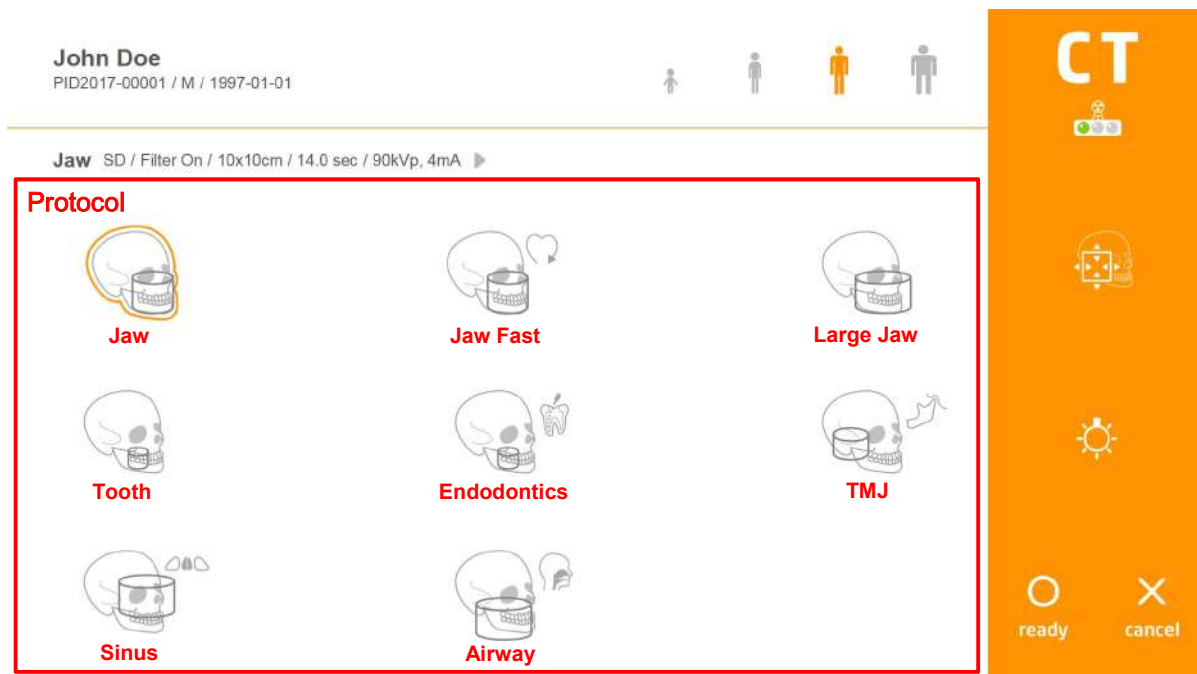 John Doe
PID2017-00001 / M / 1997-01-01
CT
Jaw SD / Filter On / 10x10cm / 14.0 sec / 90kVp, 4mA
Protocol
Jaw
Jaw Fast
Large Jaw
Tooth
Endodontics
TMJ
Sinus
Airway
ready
cancel